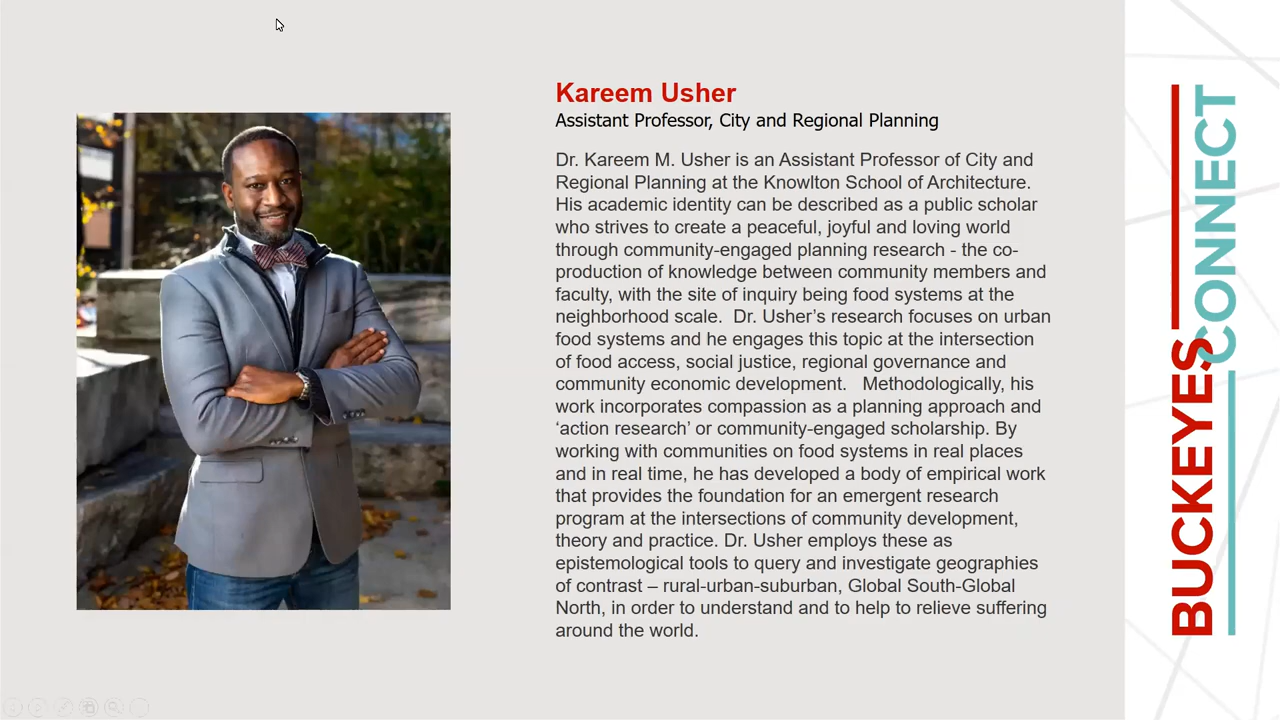 Kareem Usher
Assistant Professor, City and Regional Planning
Dr. Kareem M. Usher is an Assistant Professor of City and
Regional Planning at the Knowlton School of Architecture.
His academic identity can be described as a public scholar
who strives to create a peaceful, joyful and loving world
through community-engaged planning research - the co-
production of knowledge between community members and
faculty, with the site of inquiry being food systems at the
neighborhood scale.  Dr. Usher’s research focuses on urban
food systems and he engages this topic at the intersection
of food access, social justice, regional governance and
community economic development.   Methodologically, his
work incorporates compassion as a planning approach and
‘action research’ or community-engaged scholarship. By
working with communities on food systems in real places
and in real time, he has developed a body of empirical work
that provides the foundation for an emergent research
program at the intersections of community development,
theory and practice. Dr. Usher employs these as
epistemological tools to query and investigate geographies
of contrast – rural-urban-suburban, Global South-Global
North, in order to understand and to help to relieve suffering
around the world.
BUCKEYES
CONNECT